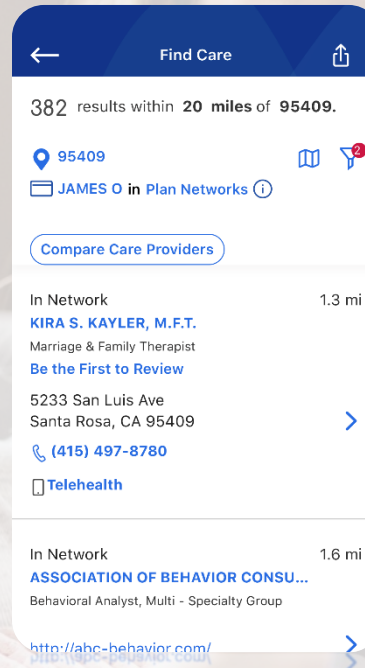 Find Care
382 results within 20 miles of 95409.
95409
2
JAMES O in Plan Networks
Compare Care Providers
In Network 1.3 mi
KIRA S. KAYLER, M.F.T.
Marriage & Family Therapist
Be the First to Review
5233 San Luis Ave
Santa Rosa, CA 95409
(415) 497-8780
Telehealth
In Network 1.6 mi
ASSOCIATION OF BEHAVIOR CONSU...
Behavioral Analyst, Multi - Specialty Group
http://abc-behavior.com/